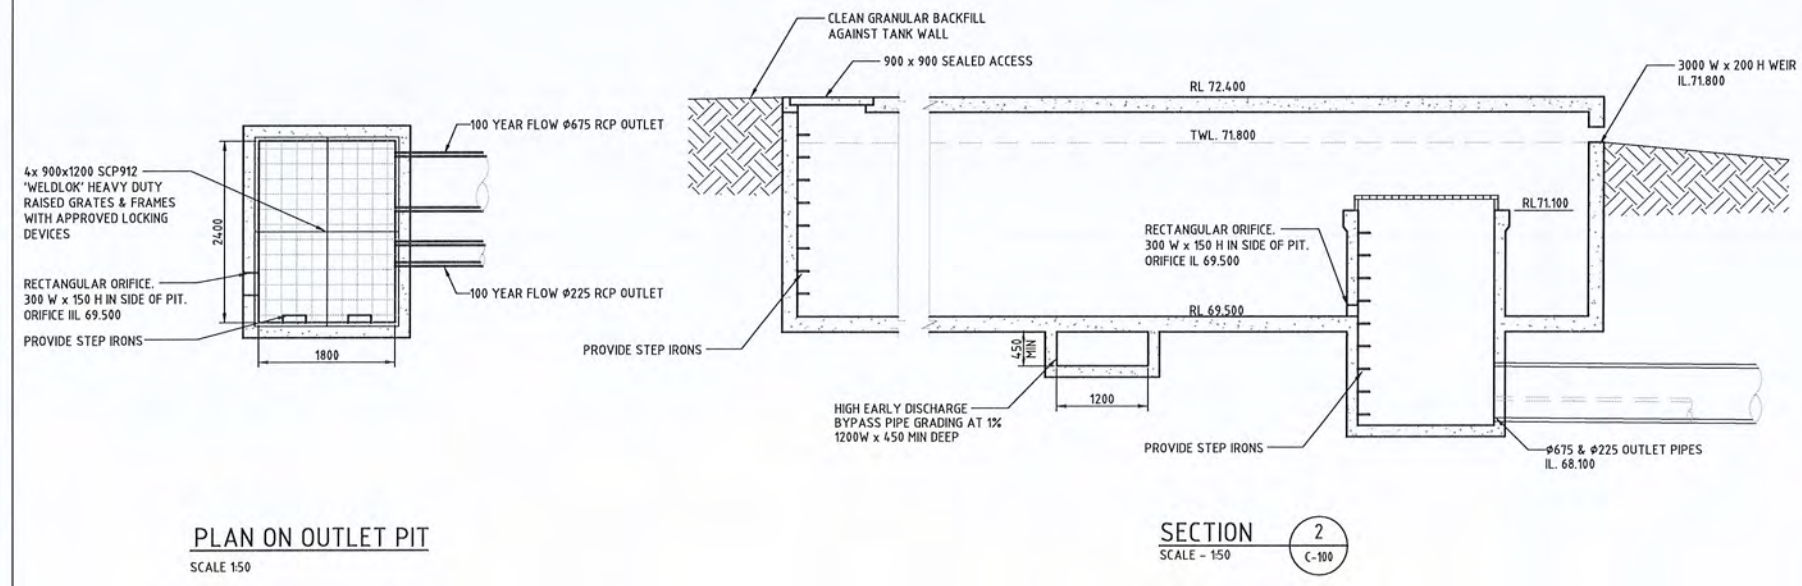 4x 900x1200 SCP912
'WELDLOK' HEAVY DUTY
RAISED GRATES & FRAMES
WITH APPROVED LOCKING
DEVICES
RECTANGULAR ORIFICE.
300 W x 150 H IN SIDE OF PIT.
ORIFICE IIL 69.500
PROVIDE STEP IRONS
2400
1800
100 YEAR FLOW ϕ675 RCP OUTLET
100 YEAR FLOW ϕ225 RCP OUTLET
PLAN ON OUTLET PIT
SCALE 1:50
CLEAN GRANULAR BACKFILL
AGAINST TANK WALL
900 x 900 SEALED ACCESS
RL 72.400
3000 W x 200 H WEIR
IL.71.800
TWL. 71.800
RL71.100
RECTANGULAR ORIFICE.
300 W x 150 H IN SIDE OF PIT.
ORIFICE IL 69.500
RL 69.500
PROVIDE STEP IRONS
450
MIN
1200
HIGH EARLY DISCHARGE
BYPASS PIPE GRADING AT 1%
1200W x 450 MIN DEEP
PROVIDE STEP IRONS
ϕ675 & ϕ225 OUTLET PIPES
IL. 68.100
SECTION
SCALE - 1:50
2
C-100